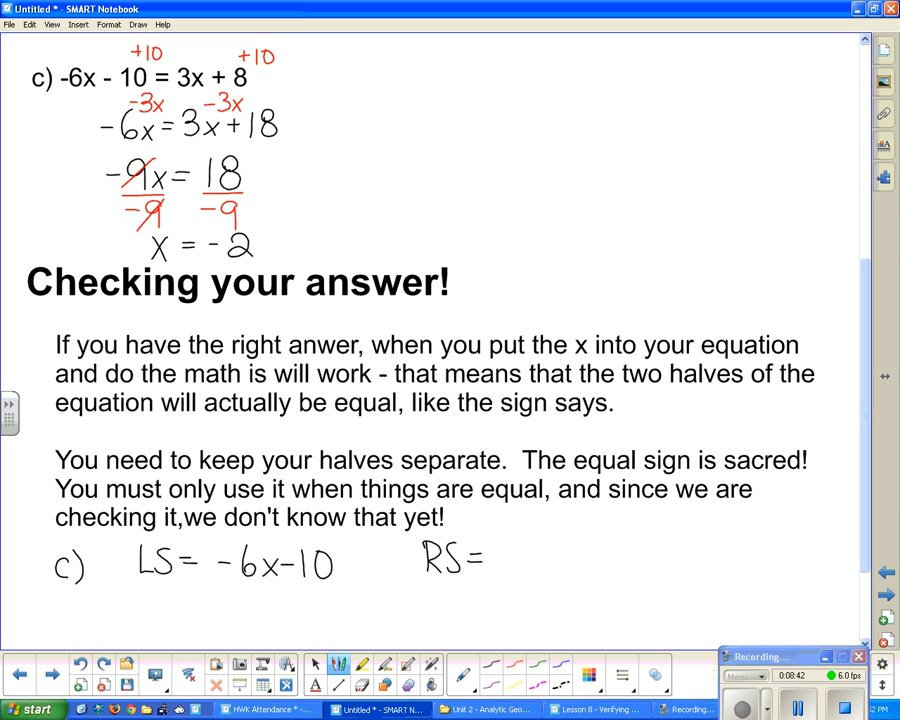 Untitled * - SMART Notebook
File Edit View Insert Format Draw Help
+10 +10
c) -6x - 10 = 3x + 8
-3x -3x
-6x = 3x + 18
-9x = 18
-9 -9
x = -2
Checking your answer!
If you have the right anwer, when you put the x into your equation
and do the math is will work - that means that the two halves of the
equation will actually be equal, like the sign says.
You need to keep your halves separate. The equal sign is sacred!
You must only use it when things are equal, and since we are
checking it,we don't know that yet!
c) LS= -6x-10 RS=
Recording...
Menu 0:08:42 6.0 fps
start HWK Attendance * -... Untitled * - SMART N... Unit 2 - Analytic Geo... Lesson 8 - Verifying ... Recording... 2 PM